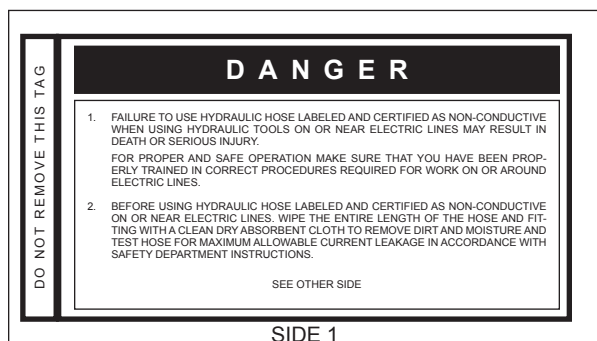 DO NOT REMOVE THIS TAG
DANGER
1. FAILURE TO USE HYDRAULIC HOSE LABELED AND CERTIFIED AS NON-CONDUCTIVE
WHEN USING HYDRAULIC TOOLS ON OR NEAR ELECTRIC LINES MAY RESULT IN
DEATH OR SERIOUS INJURY.
FOR PROPER AND SAFE OPERATION MAKE SURE THAT YOU HAVE BEEN PROP-
ERLY TRAINED IN CORRECT PROCEDURES REQUIRED FOR WORK ON OR AROUND
ELECTRIC LINES.
2. BEFORE USING HYDRAULIC HOSE LABELED AND CERTIFIED AS NON-CONDUCTIVE
ON OR NEAR ELECTRIC LINES. WIPE THE ENTIRE LENGTH OF THE HOSE AND FIT-
TING WITH A CLEAN DRY ABSORBENT CLOTH TO REMOVE DIRT AND MOISTURE AND
TEST HOSE FOR MAXIMUM ALLOWABLE CURRENT LEAKAGE IN ACCORDANCE WITH
SAFETY DEPARTMENT INSTRUCTIONS.
SEE OTHER SIDE
SIDE 1